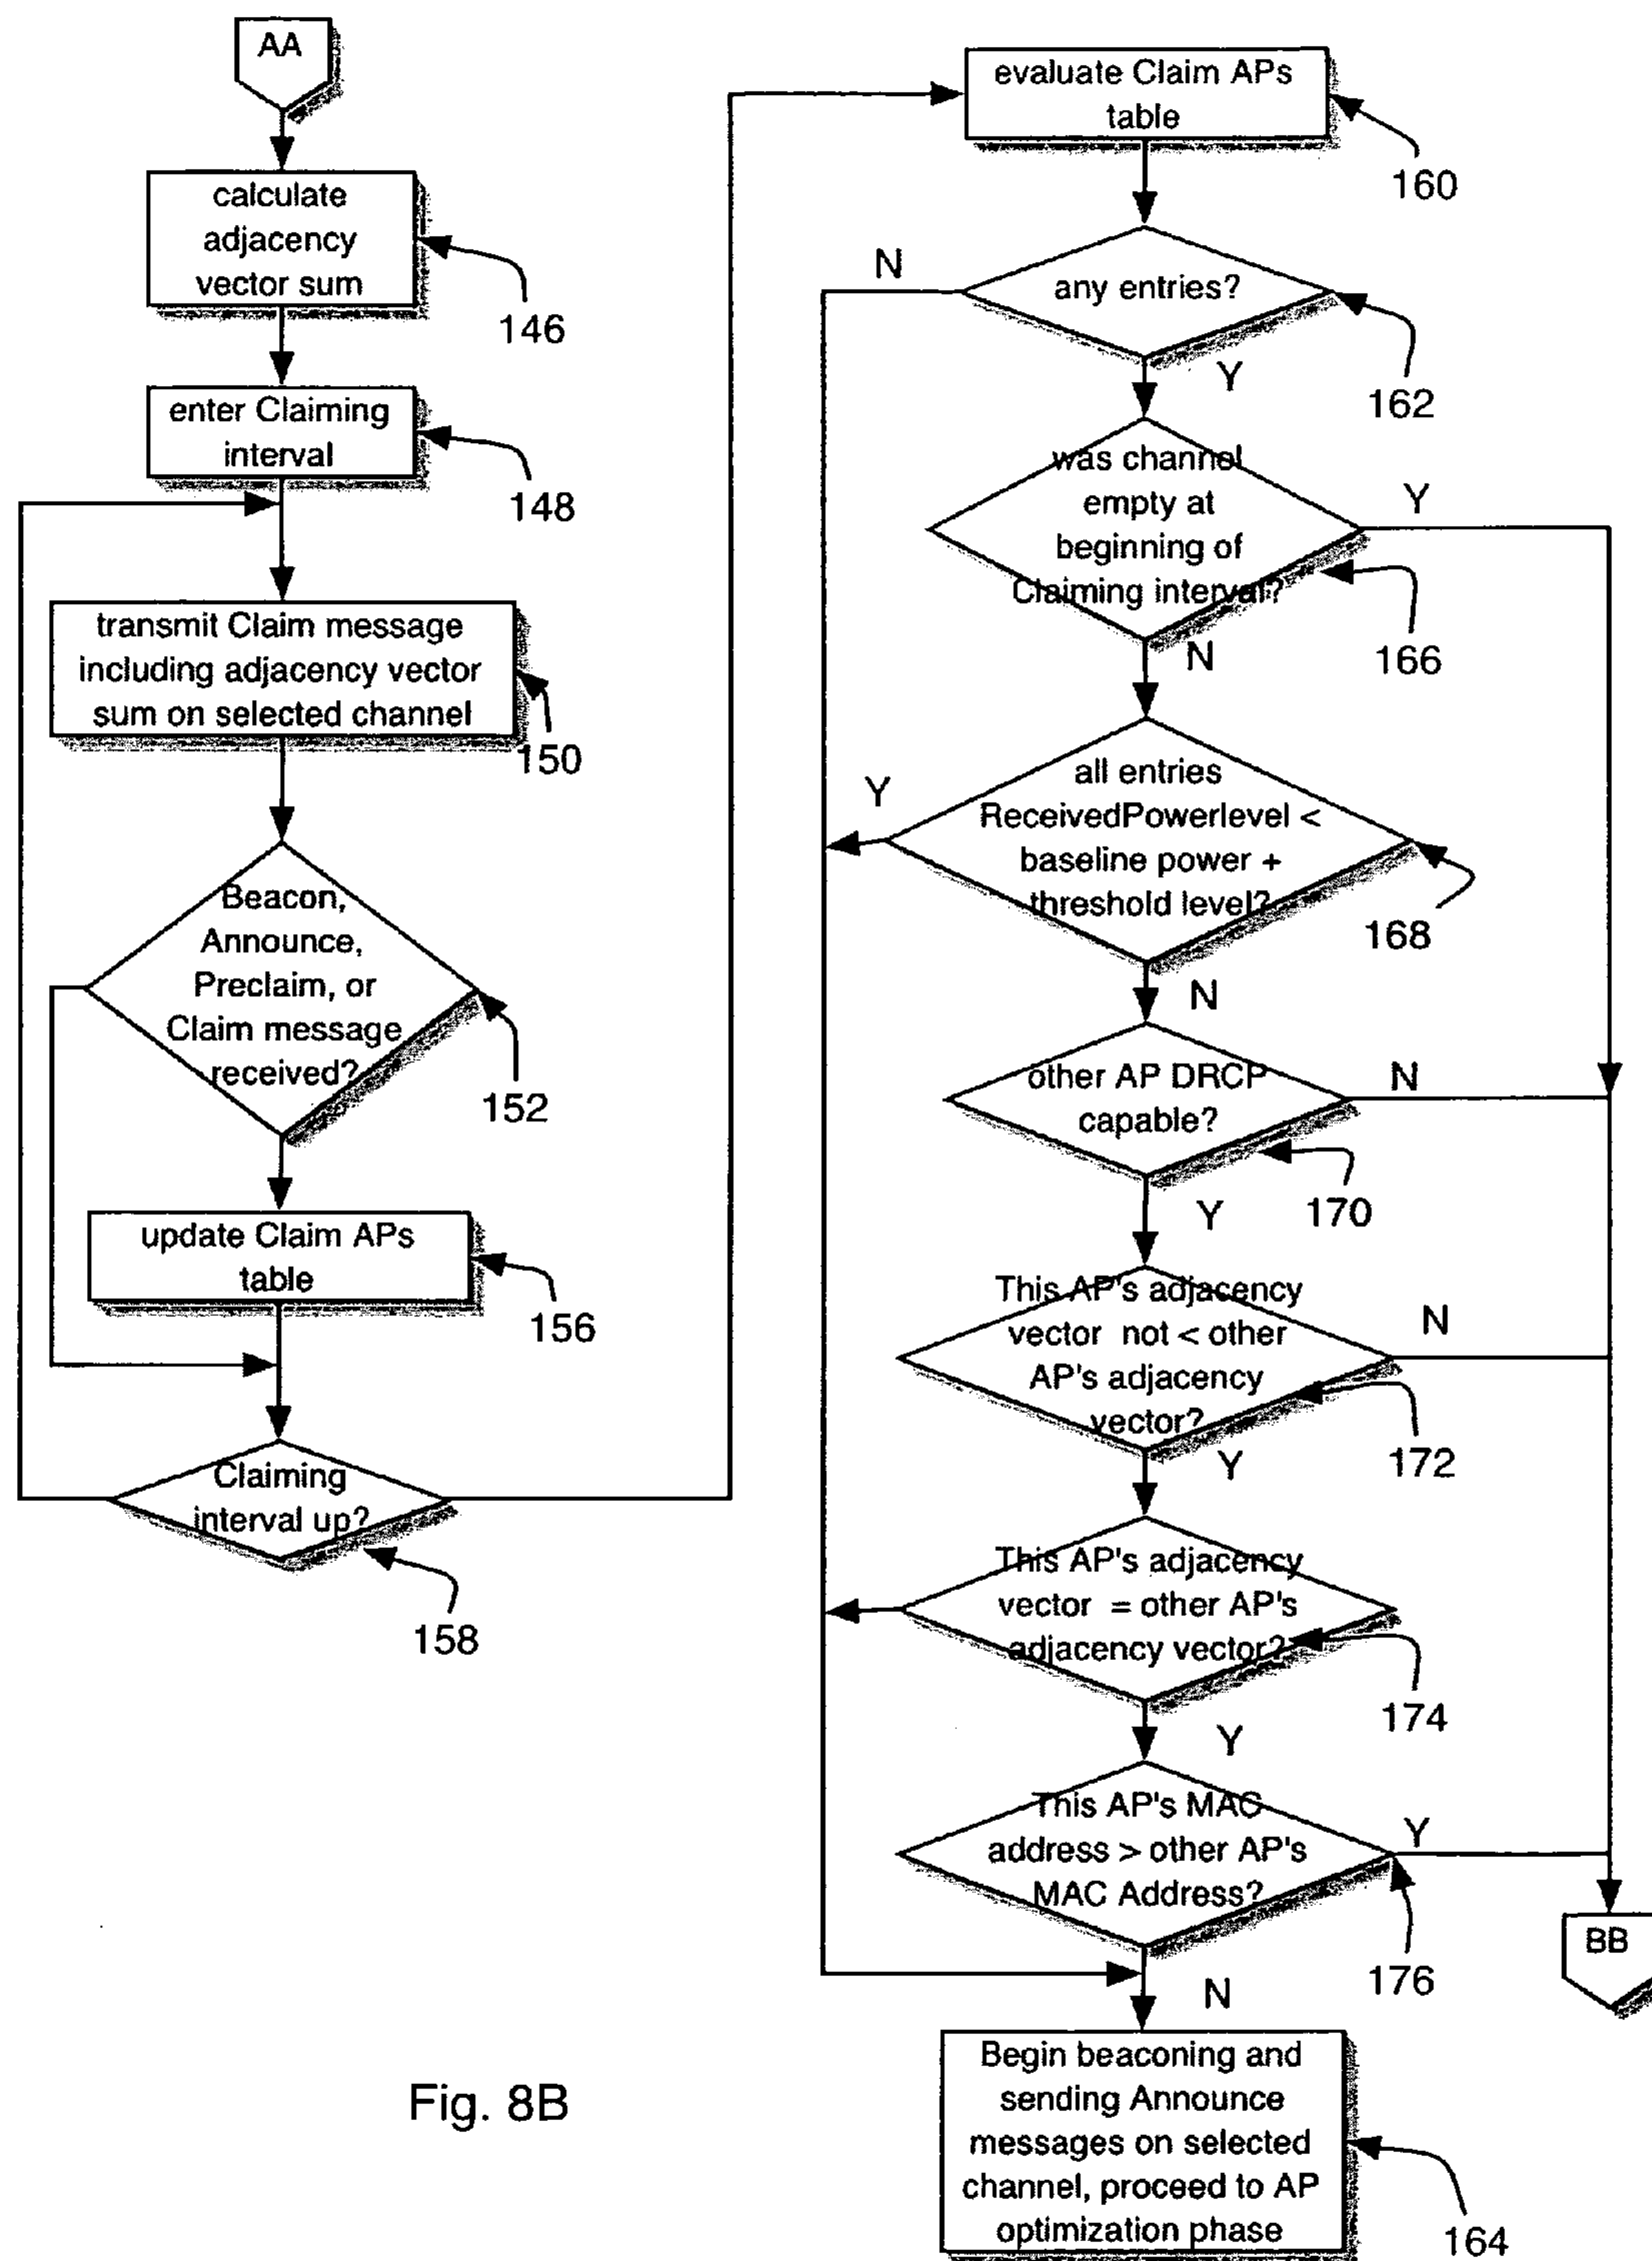 AA
calculate
adjacency
vector sum
146
enter Claiming
interval
148
transmit Claim message
including adjacency vector
sum on selected channel
150
Beacon,
Announce,
Preclaim, or
Claim message
received?
152
update Claim APs
table
156
Claiming
interval up?
158
evaluate Claim APs
table
160
N
any entries?
162
Y
was channel
empty at
beginning of
Claiming interval?
Y
166
N
all entries
ReceivedPowerlevel <
baseline power +
threshold level?
Y
168
N
other AP DRCP
capable?
N
170
Y
This AP's adjacency
vector not < other
AP's adjacency
vector?
N
172
Y
This AP's adjacency
vector = other AP's
adjacency vector?
174
Y
This AP's MAC
address > other AP's
MAC Address?
Y
176
BB
N
Begin beaconing and
sending Announce
messages on selected
channel, proceed to AP
optimization phase
164
Fig. 8B